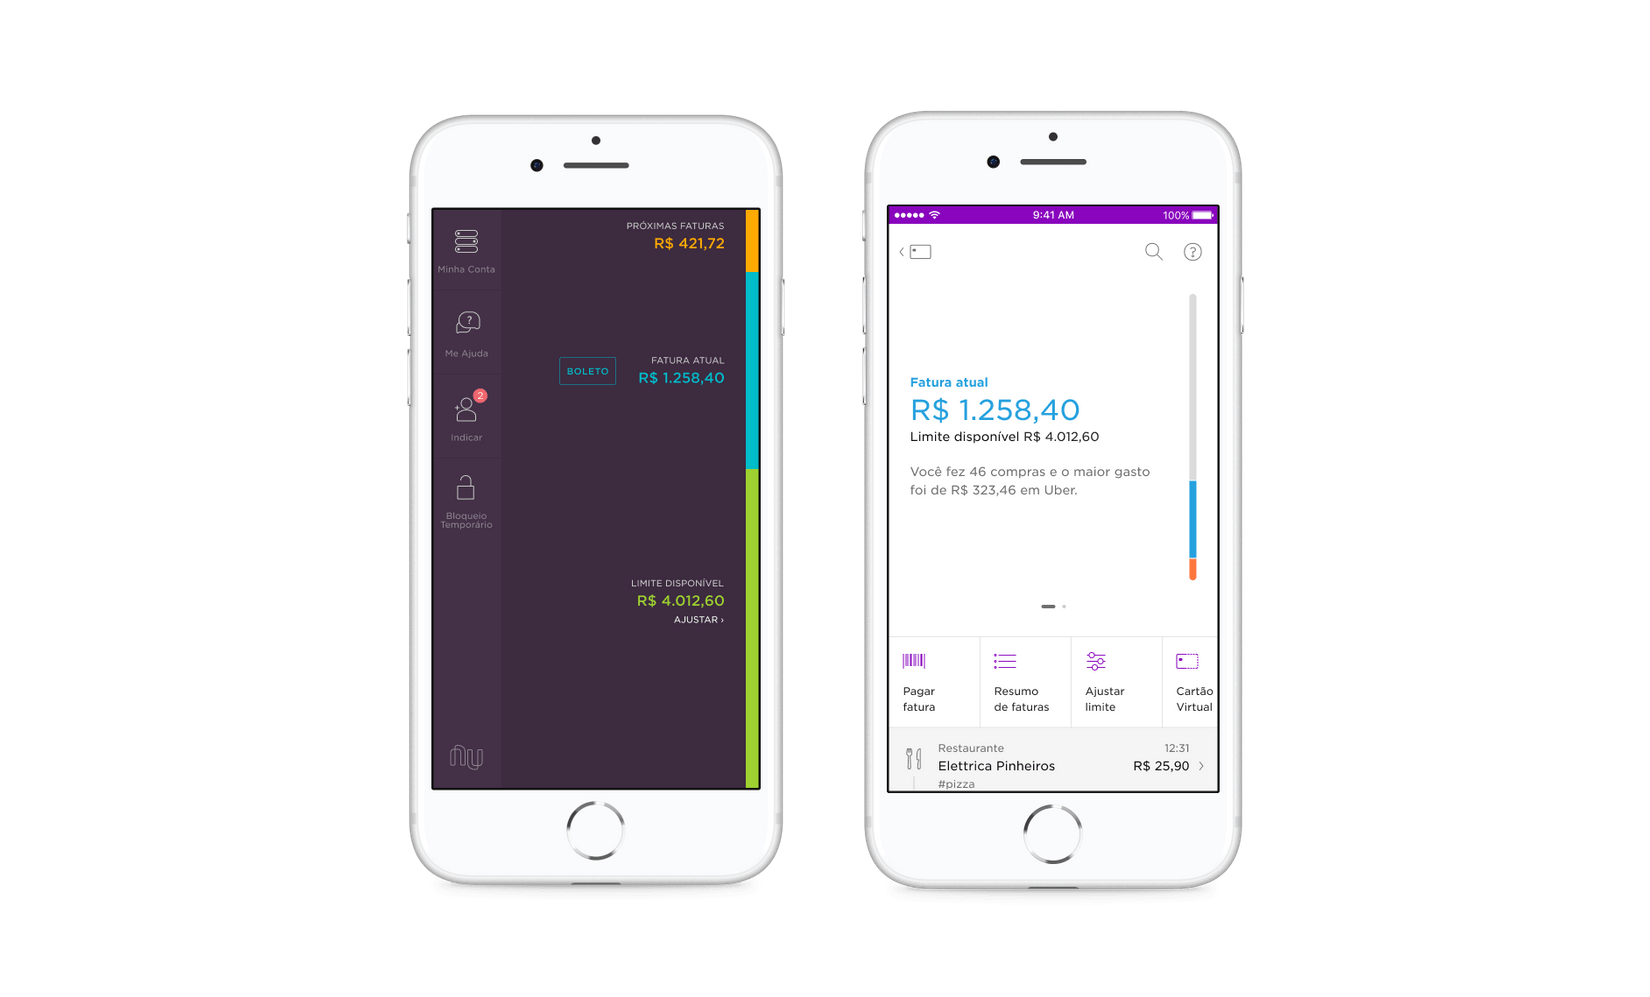 Minha Conta
Me Ajuda
2
Indicar
Bloqueio
Temporário
nu
PRÓXIMAS FATURAS
R$ 421,72
BOLETO
FATURA ATUAL
R$ 1.258,40
LIMITE DISPONÍVEL
R$ 4.012,60
AJUSTAR ›
9:41 AM
100%
Fatura atual
R$ 1.258,40
Limite disponível R$ 4.012,60
Você fez 46 compras e o maior gasto
foi de R$ 323,46 em Uber.
Pagar
fatura
Resumo
de faturas
Ajustar
limite
Cartão
Virtual
Restaurante
12:31
Elettrica Pinheiros
R$ 25,90
#pizza